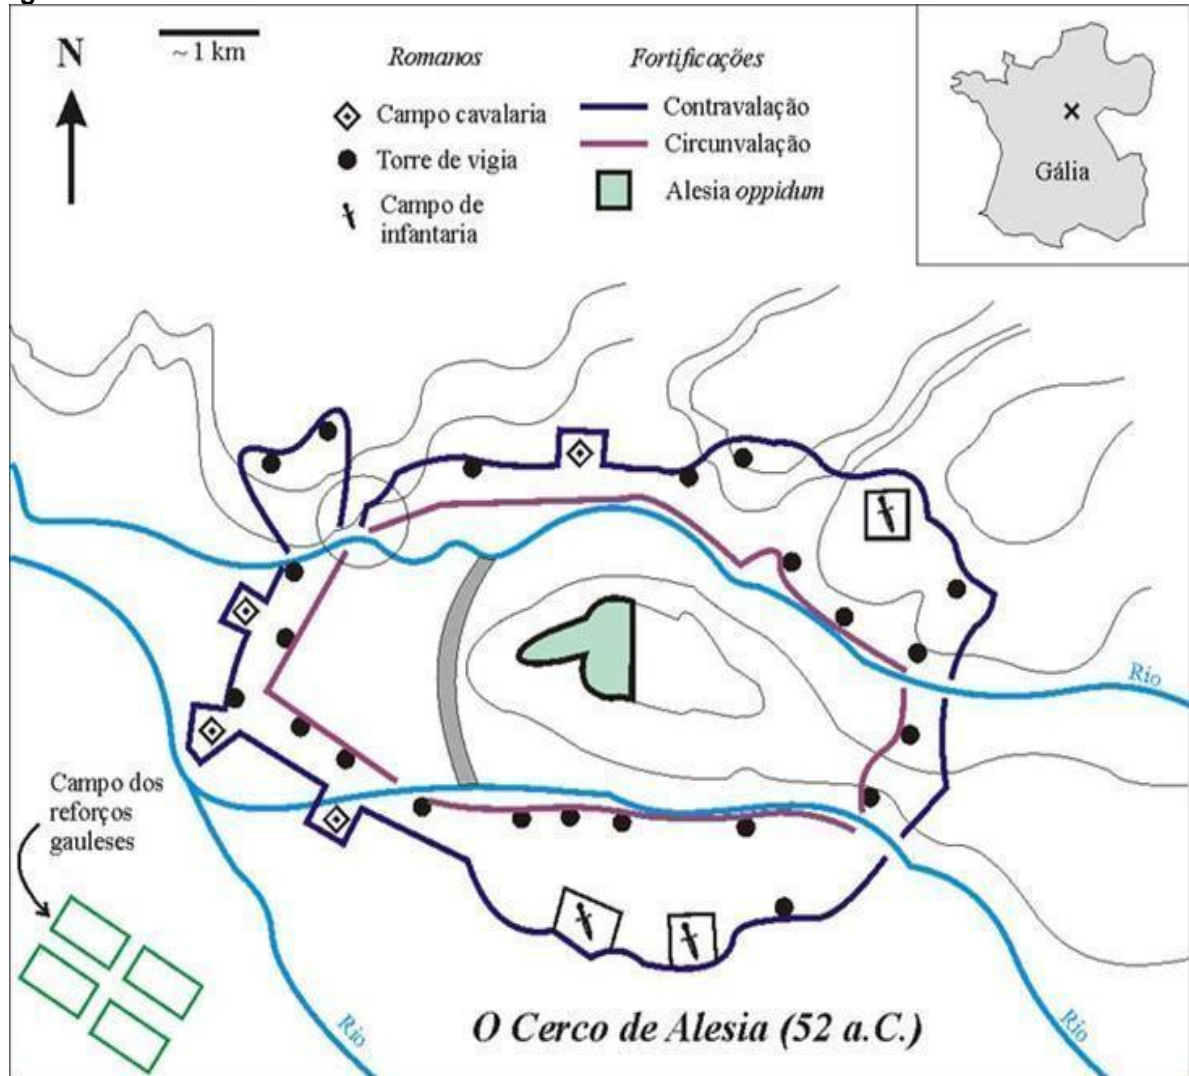 N
~ 1 km
Romanos
Campo cavalaria
Torre de vigia
Campo de
infantaria
Fortificações
Contravalação
Circunvalação
Alesia oppidum
Gália
Rio
Campo dos
reforços
gauleses
Rio
Rio
O Cerco de Alesia (52 a.C.)